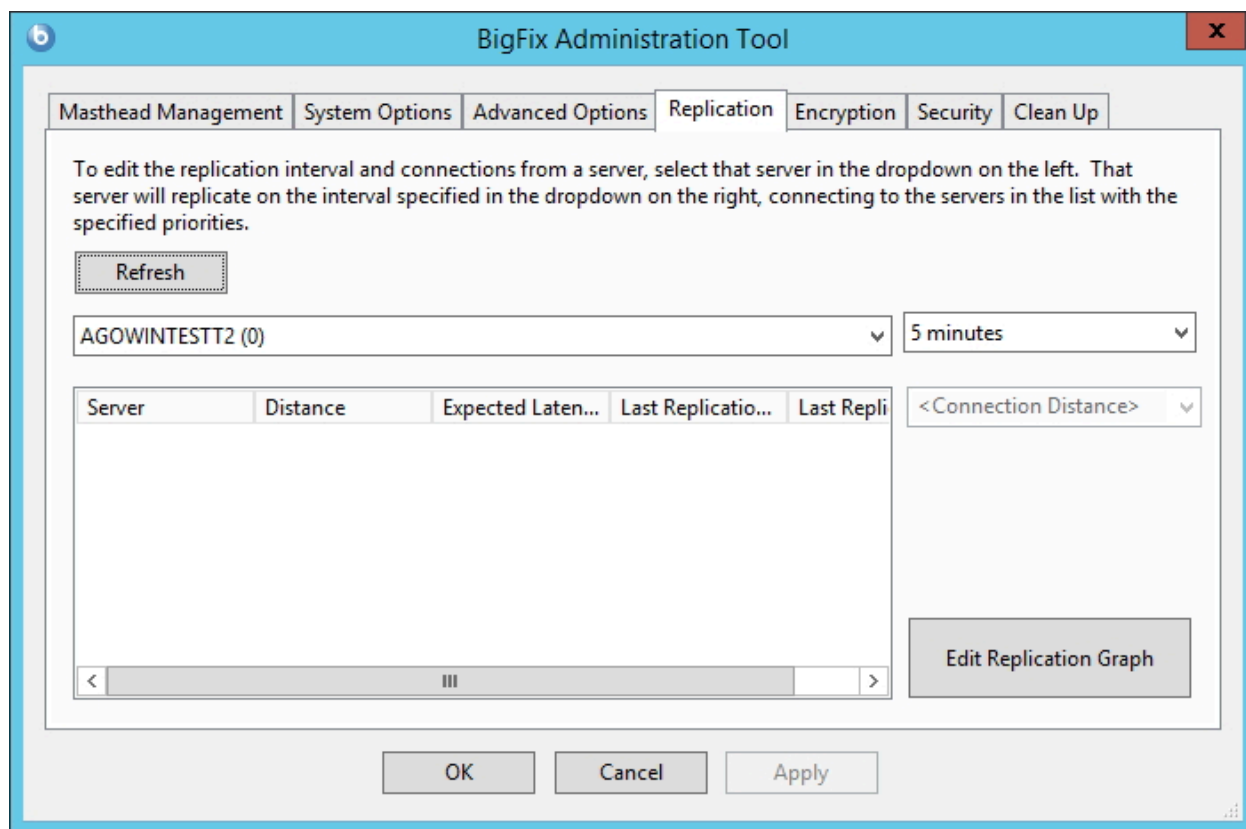 BigFix Administration Tool
x
Masthead Management System Options Advanced Options Replication Encryption Security Clean Up
To edit the replication interval and connections from a server, select that server in the dropdown on the left. That
server will replicate on the interval specified in the dropdown on the right, connecting to the servers in the list with the
specified priorities.
Refresh
AGOWINTESTT2 (0) 5 minutes
Server Distance Expected Laten... Last Replicatio... Last Repli <Connection Distance>
Edit Replication Graph
OK Cancel Apply